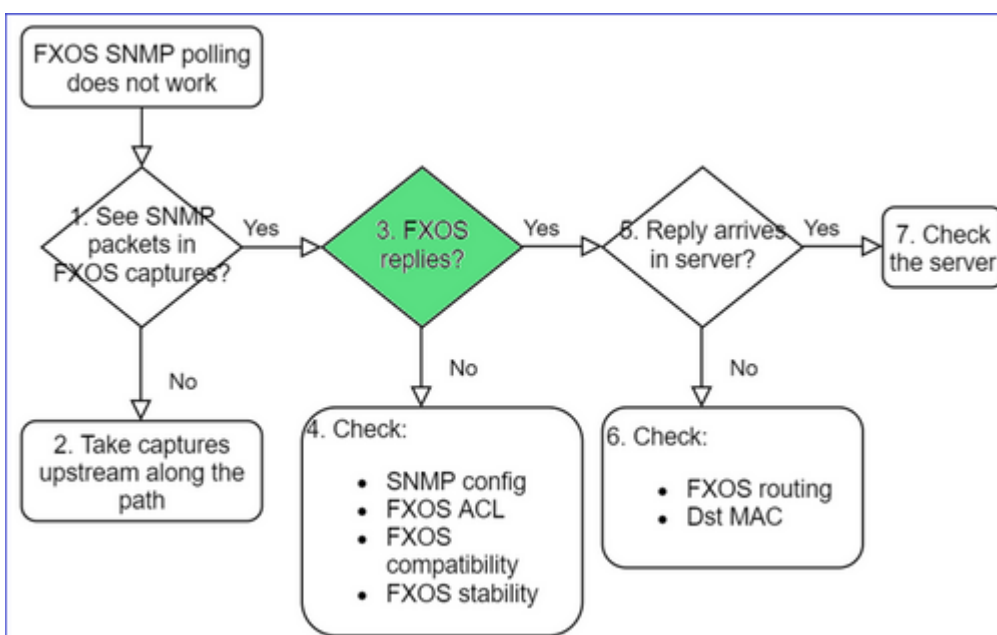 FXOS SNMP polling
does not work
1. See SNMP
packets in
FXOS captures?
Yes
3. FXOS
replies?
Yes
5. Reply arrives
in server?
Yes
7. Check
the server
No
No
No
2. Take captures
upstream along the
path
4. Check:
• SNMP config
• FXOS ACL
• FXOS
compatibility
• FXOS stability
6. Check:
• FXOS routing
• Dst MAC